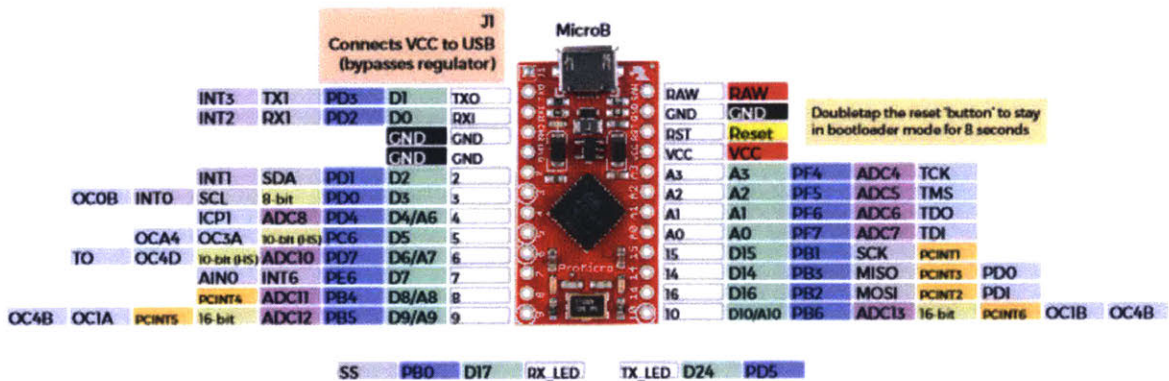 J1
Connects VCC to USB
(bypasses regulator)
MicroB
INT3 TX1 PD3 D1 TXO
INT2 RX1 PD2 D0 RXI
GND GND
GND GND
INT1 SDA PD1 D2 2
OC0B INT0 SCL 8-bit PD0 D3 3
ICP1 ADC8 PD4 D4/A6 4
OCA4 OC3A 10-bit (HS) PC6 D5 5
TO OC4D 10-bit (HS) ADC10 PD7 D6/A7 6
AIN0 INT6 PE6 D7 7
PCINT4 ADC11 PB4 D8/A8 8
OC4B OC1A PCINT5 16-bit ADC12 PB5 D9/A9 9
RAW RAW
GND GND
RST Reset
VCC VCC
A3 A3 PF4 ADC4 TCK
A2 A2 PF5 ADC5 TMS
A1 A1 PF6 ADC6 TDO
A0 A0 PF7 ADC7 TDI
15 D15 PB1 SCK PCINT1
14 D14 PB3 MISO PCINT3 PD0
16 D16 PB2 MOSI PCINT2 PDI
10 D10/A10 PB6 ADC13 16-bit PCINT6 OC1B OC4B
Doubletap the reset 'button' to stay
in bootloader mode for 8 seconds
ProMicro
SS PB0 D17 RX_LED TX_LED D24 PD5